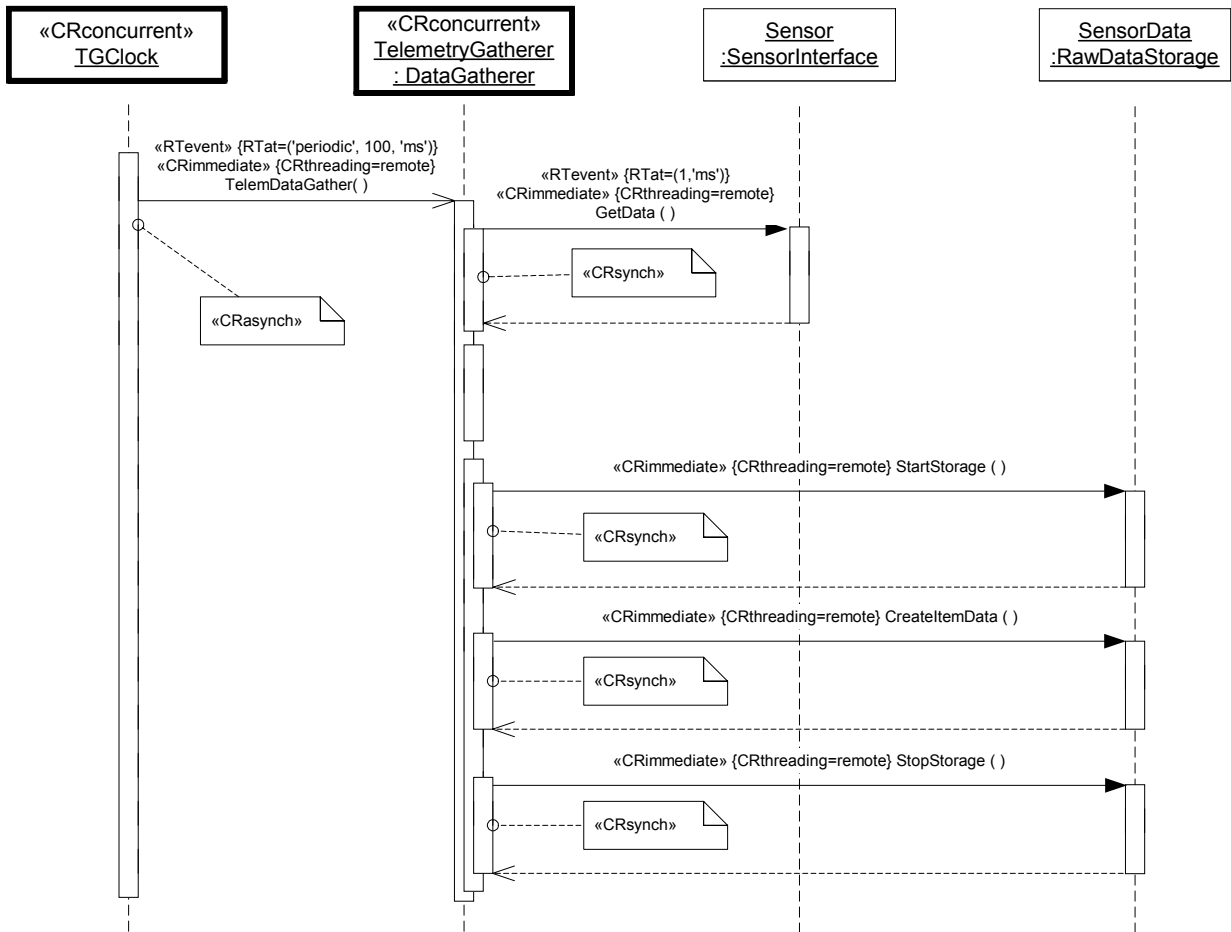 «CRconcurrent»
TGClock
«CRconcurrent»
TelemetryGatherer
: DataGatherer
Sensor
:SensorInterface
SensorData
:RawDataStorage
«RTevent» {RTat=('periodic', 100, 'ms')}
«CRimmediate» {CRthreading=remote}
TelemDataGather( )
«RTevent» {RTat=(1,'ms')}
«CRimmediate» {CRthreading=remote}
GetData ( )
«CRsynch»
«CRasynch»
«CRimmediate» {CRthreading=remote} StartStorage ( )
«CRsynch»
«CRimmediate» {CRthreading=remote} CreateItemData ( )
«CRsynch»
«CRimmediate» {CRthreading=remote} StopStorage ( )
«CRsynch»